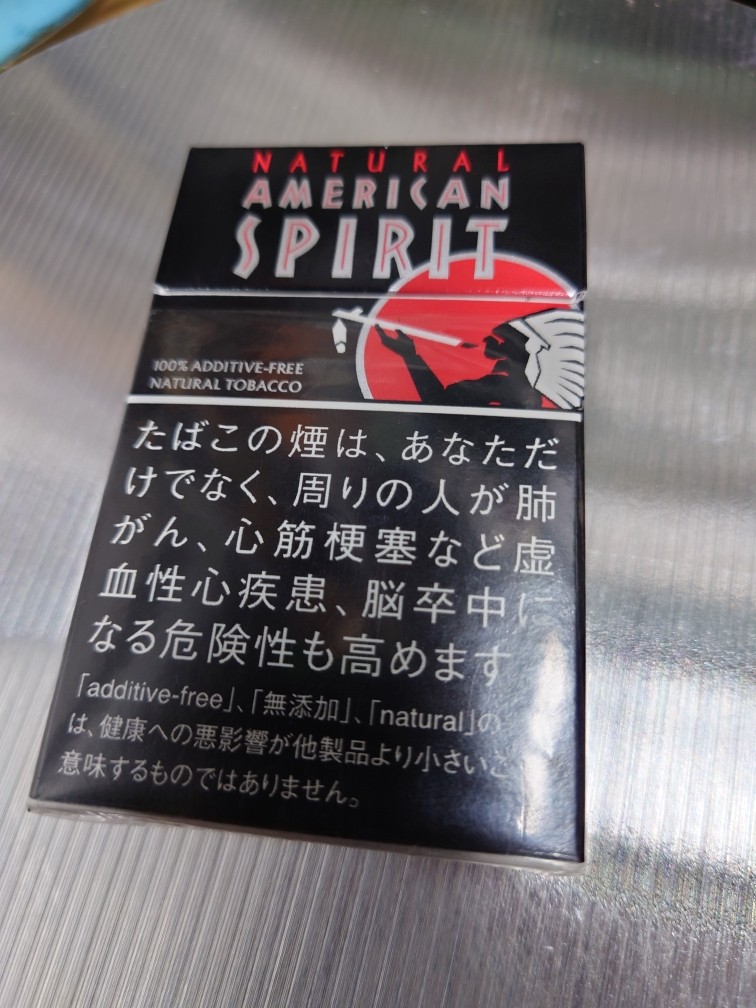 NATURAL
AMERICAN
SPIRIT
100% ADDITIVE-FREE
NATURAL TOBACCO
たばこの煙は、あなただ
けでなく、周りの人が肺
がん、心筋梗塞など虚
血性心疾患、脳卒中に
なる危険性も高めます
「additive-free」、「無添加」、「natural」の
は、健康への悪影響が他製品より小さいこ
意味するものではありません。